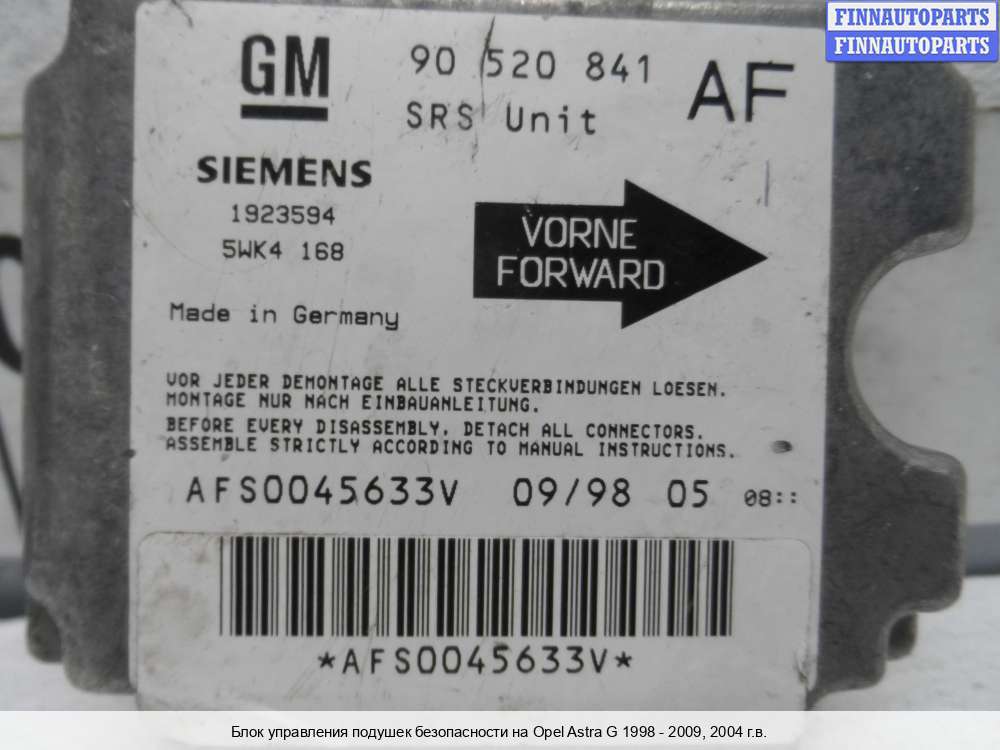 FINNAUTOPARTS
FINNAUTOPARTS
GM
90 520 841
AF
SRS Unit
SIEMENS
1923594
5WK4 168
VORNE
FORWARD
Made in Germany
VOR JEDER DEMONTAGE ALLE STECKVERBINDUNGEN LOESEN.
MONTAGE NUR NACH EINBAUANLEITUNG.
BEFORE EVERY DISASSEMBLY, DETACH ALL CONNECTORS.
ASSEMBLE STRICTLY ACCORDING TO MANUAL INSTRUCTIONS.
AFS0045633V 09/98 05 08::
*AFS0045633V*
Блок управления подушек безопасности на Opel Astra G 1998 - 2009, 2004 г.в.